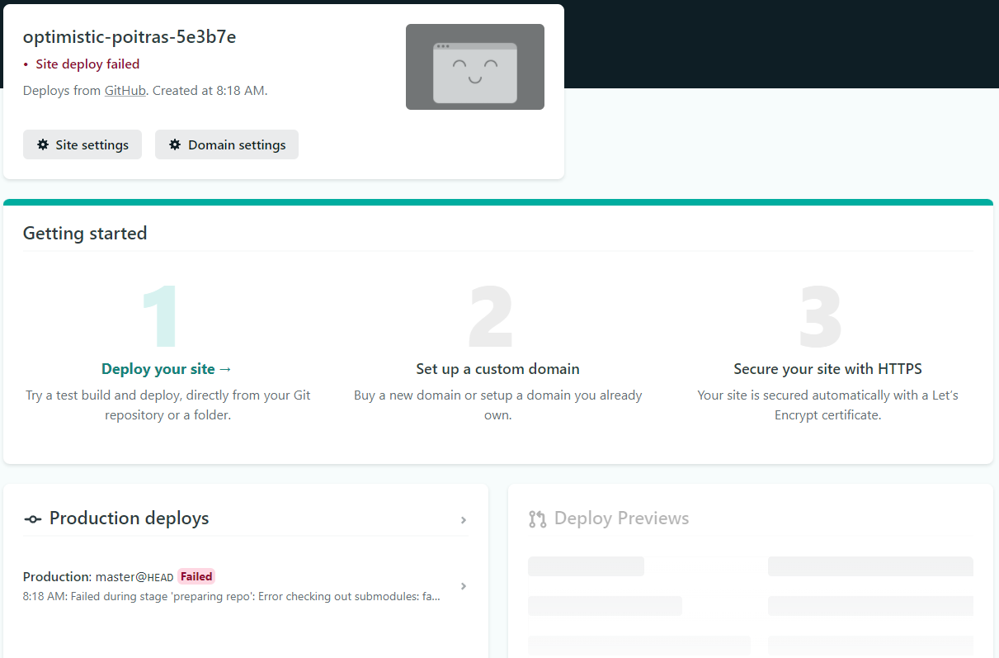 optimistic-poitras-5e3b7e
• Site deploy failed
Deploys from GitHub. Created at 8:18 AM.
Site settings
Domain settings
Getting started
1
Deploy your site →
Try a test build and deploy, directly from your Git
repository or a folder.
2
Set up a custom domain
Buy a new domain or setup a domain you already
own.
3
Secure your site with HTTPS
Your site is secured automatically with a Let’s
Encrypt certificate.
Production deploys
Production: master@HEAD Failed
8:18 AM: Failed during stage 'preparing repo': Error checking out submodules: fa...
Deploy Previews